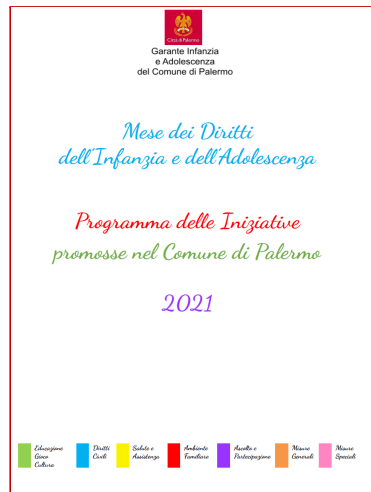 Città di Palermo
Garante Infanzia
e Adolescenza
del Comune di Palermo
Mese dei Diritti
dell'Infanzia e dell'Adolescenza
Programma delle Iniziative
promosse nel Comune di Palermo
2021
Educazione
Gioco
Cultura
Diritti
Civili
Salute e
Assistenza
Ambiente
Familiare
Ascolto e
Partecipazione
Misure
Generali
Misure
Speciali